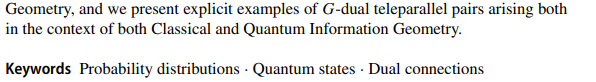 Geometry, and we present explicit examples of G-dual teleparallel pairs arising both
in the context of both Classical and Quantum Information Geometry.
Keywords Probability distributions · Quantum states · Dual connections